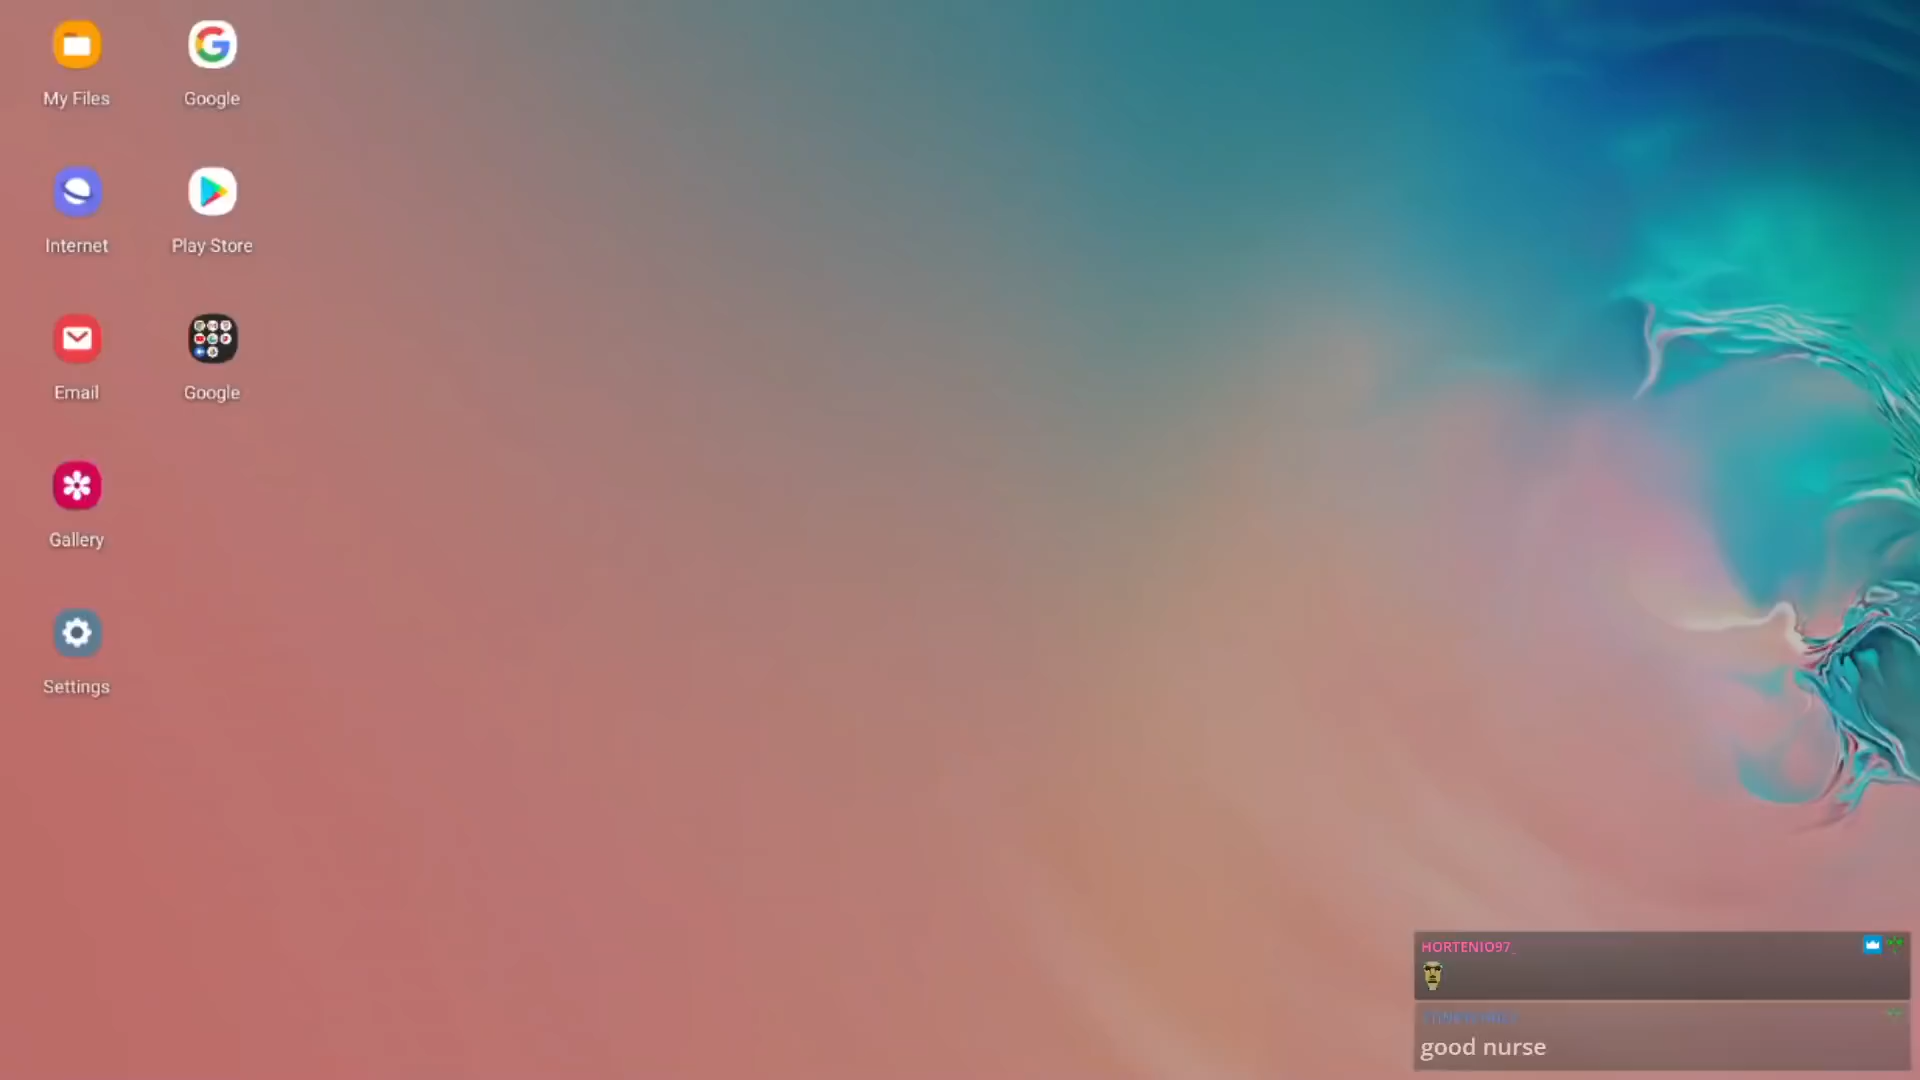 My Files
Google
Internet
Play Store
Email
Google
Gallery
Settings
HORTENIO97_
good nurse